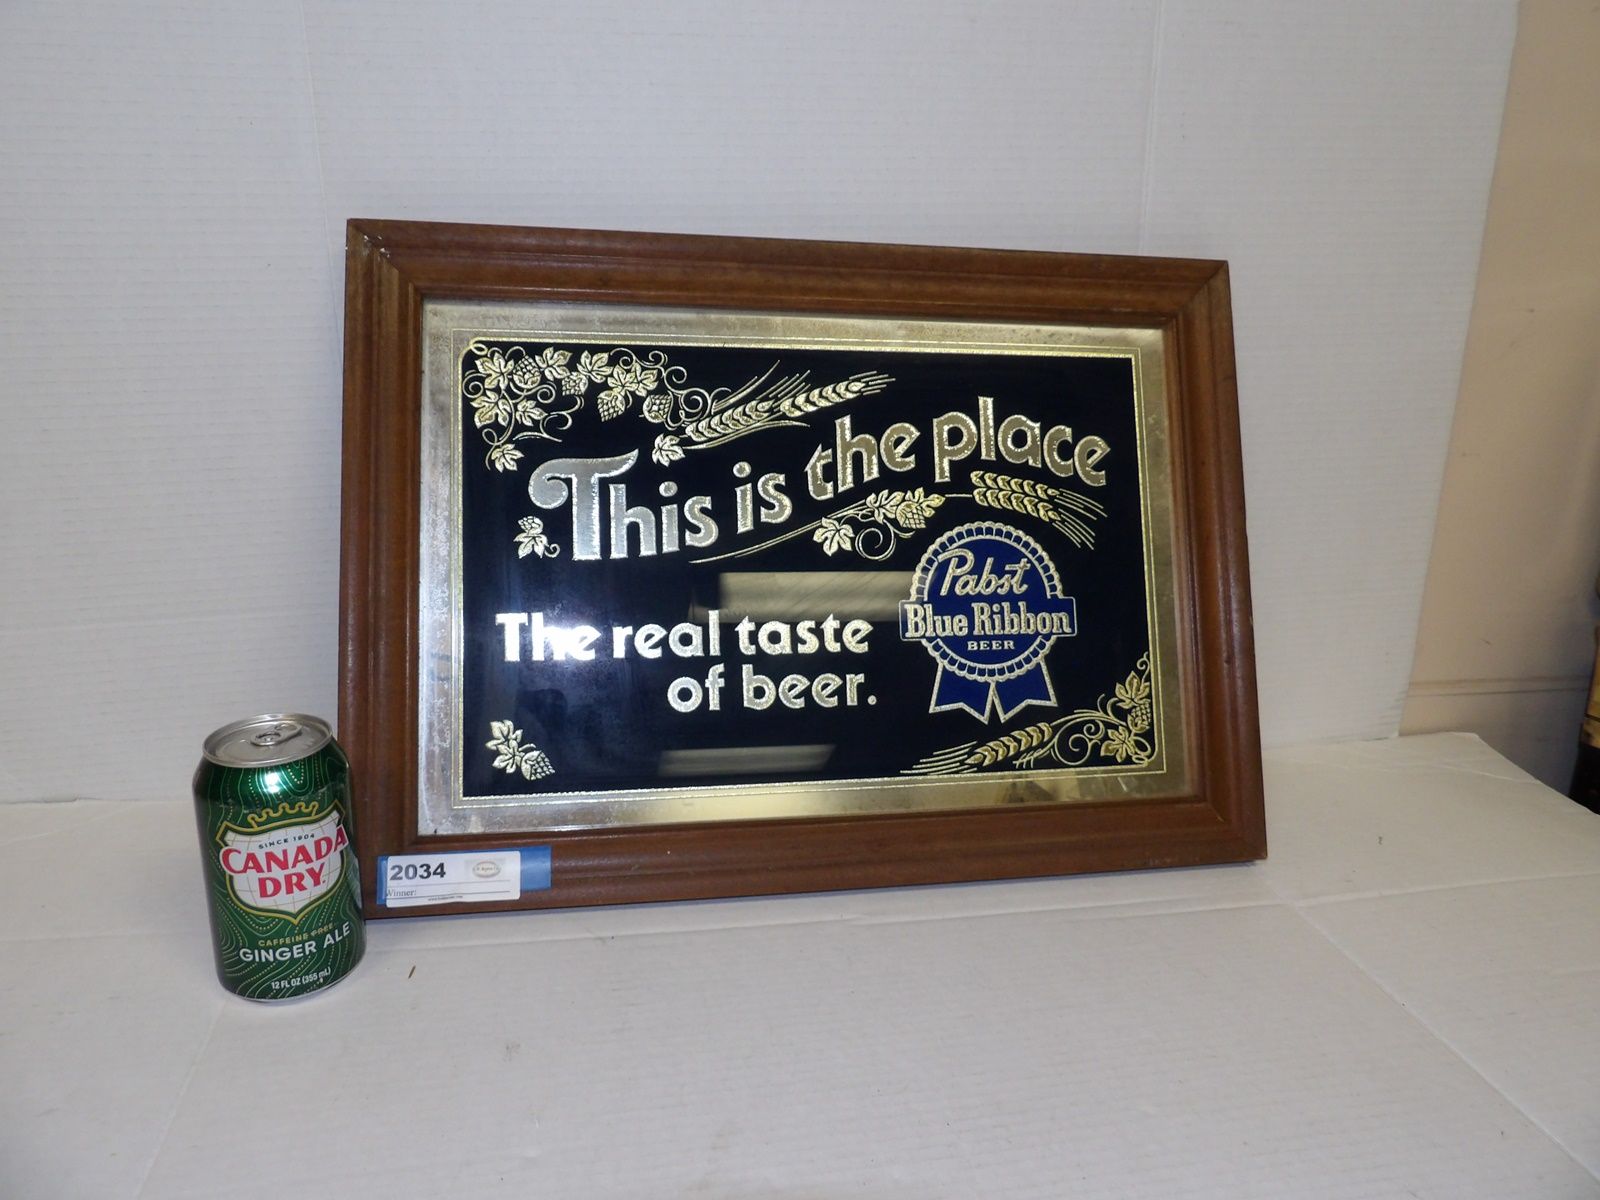 This is the place
The real taste
of beer.
Pabst
Blue Ribbon
BEER
2034
Winner:
SINCE 1904
CANADA
DRY
CAFFEINE FREE
GINGER ALE
12 FL OZ (355 mL)